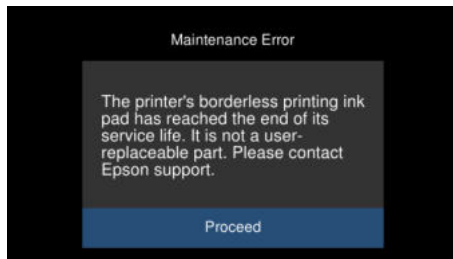 Maintenance Error
The printer's borderless printing ink
pad has reached the end of its
service life. It is not a user-
replaceable part. Please contact
Epson support.
Proceed